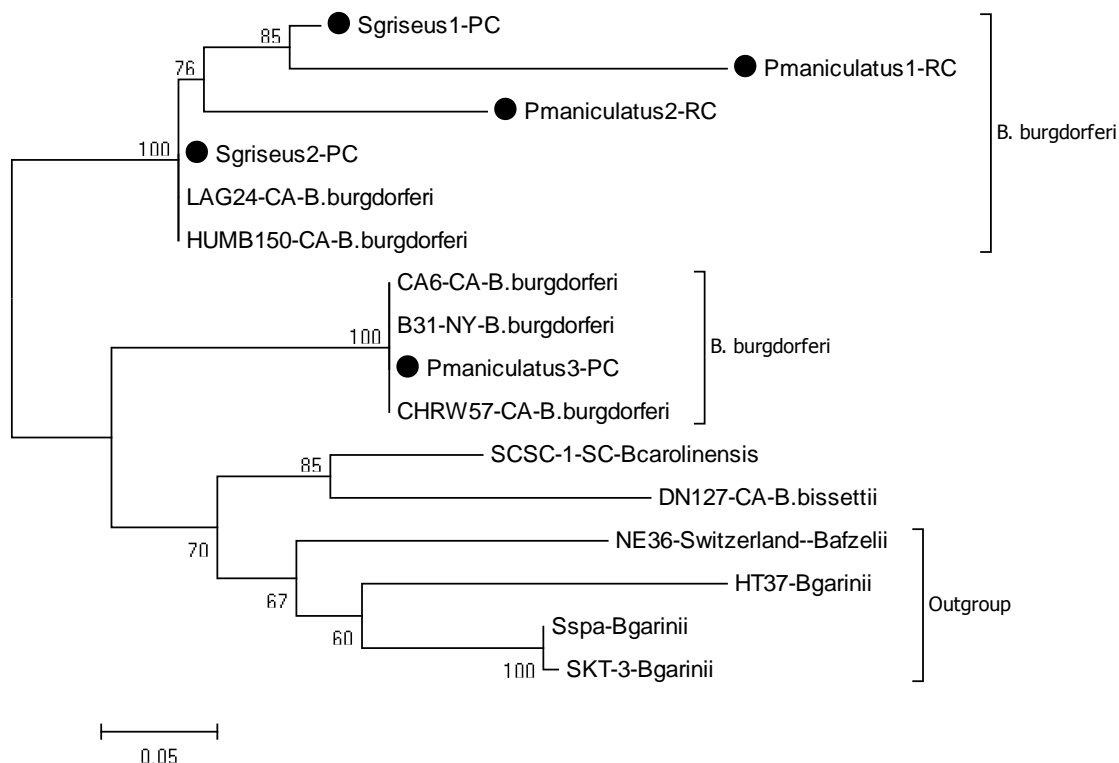 85
Sgriseus1-PC
Pmaniculatus1-RC
76
Pmaniculatus2-RC
B. burgdorferi
100
Sgriseus2-PC
LAG24-CA-B.burgdorferi
HUMB150-CA-B.burgdorferi
CA6-CA-B.burgdorferi
B31-NY-B.burgdorferi
100
B. burgdorferi
Pmaniculatus3-PC
CHRW57-CA-B.burgdorferi
SCSC-1-SC-Bcarolinensis
85
DN127-CA-B.bissettii
70
NE36-Switzerland--Bafzelii
HT37-Bgarinii
67
Outgroup
60
Sspa-Bgarinii
100
SKT-3-Bgarinii
0.05